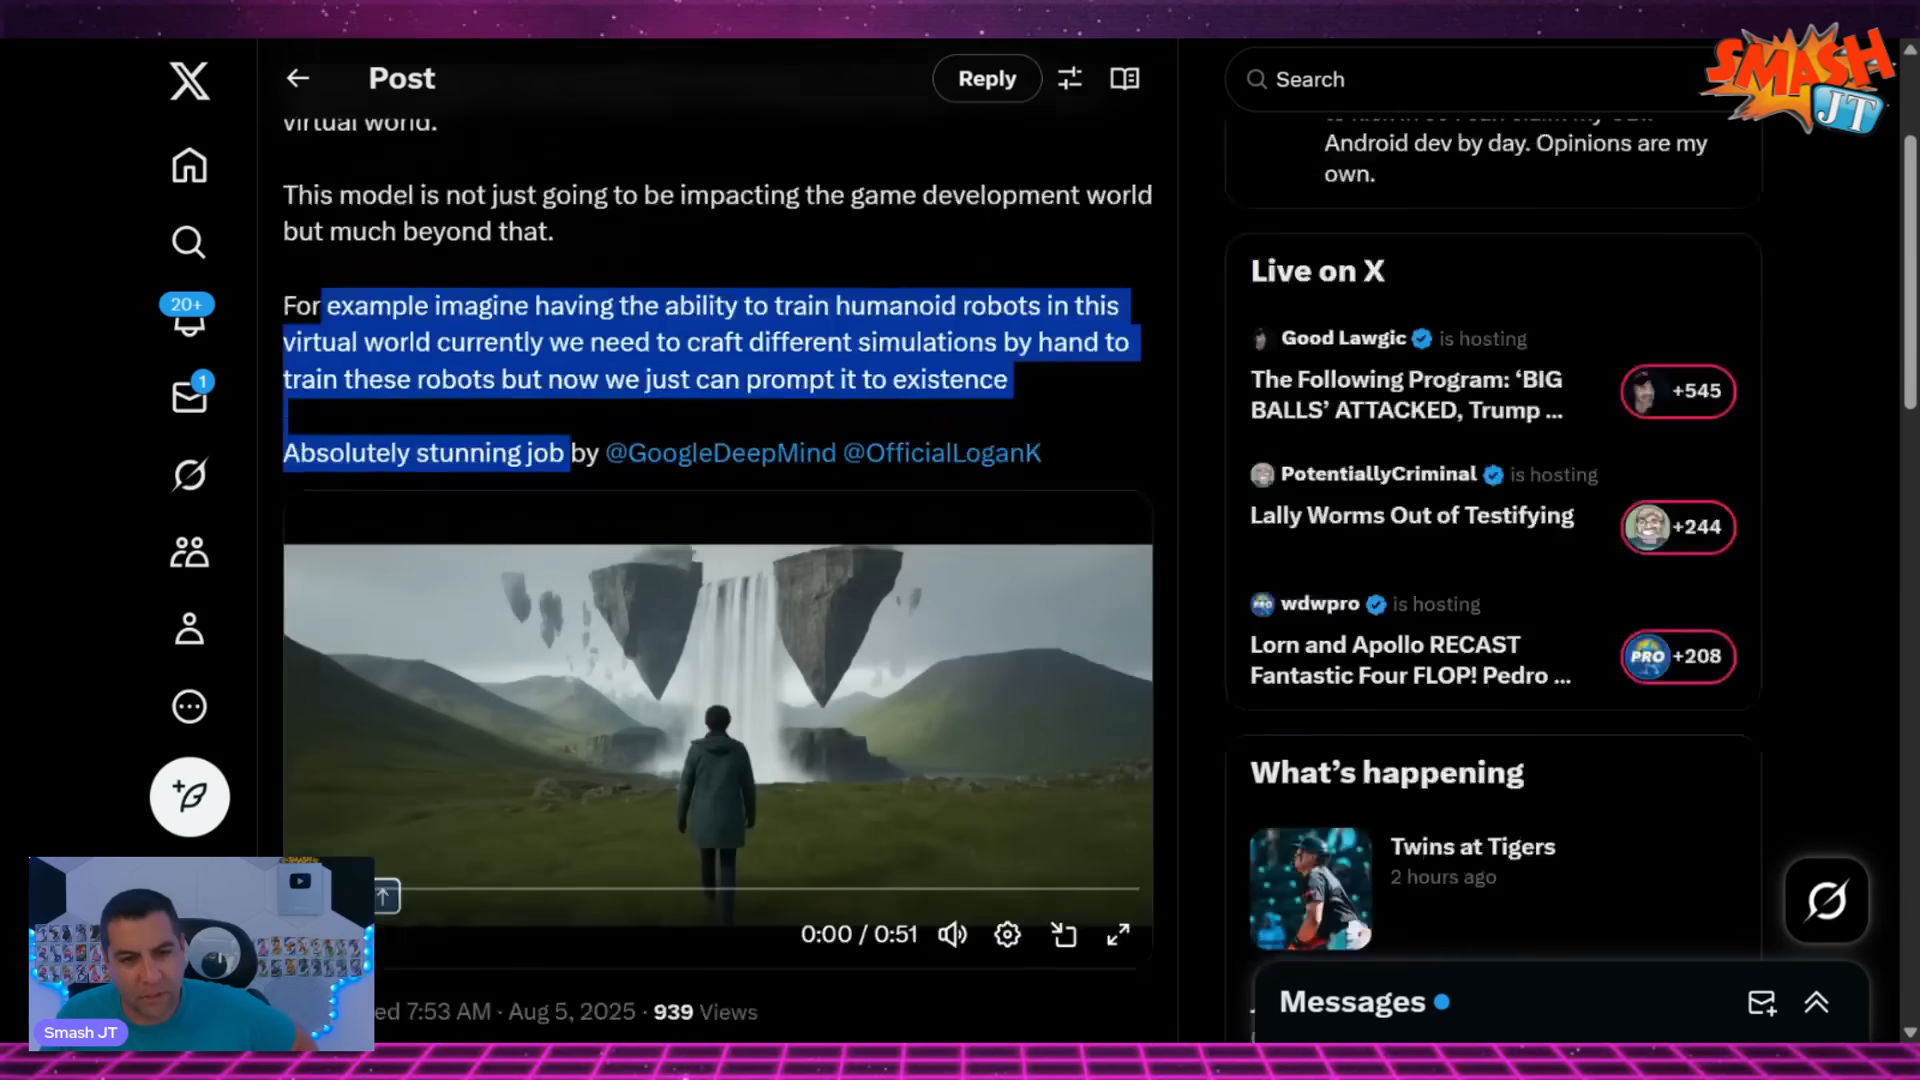 SMASH
JT
Post
Reply
Search
20+
1
virtual world.
This model is not just going to be impacting the game development world
but much beyond that.
For example imagine having the ability to train humanoid robots in this
virtual world currently we need to craft different simulations by hand to
train these robots but now we just can prompt it to existence
Absolutely stunning job by @GoogleDeepMind @OfficialLoganK
0:00 / 0:51
ed 7:53 AM · Aug 5, 2025 · 939 Views
Smash JT
Android dev by day. Opinions are my
own.
Live on X
Good Lawgic is hosting
The Following Program: ‘BIG
BALLS’ ATTACKED, Trump ...
+545
PotentiallyCriminal is hosting
Lally Worms Out of Testifying
+244
wdwpro is hosting
Lorn and Apollo RECAST
Fantastic Four FLOP! Pedro ...
PRO +208
What’s happening
Twins at Tigers
2 hours ago
Messages